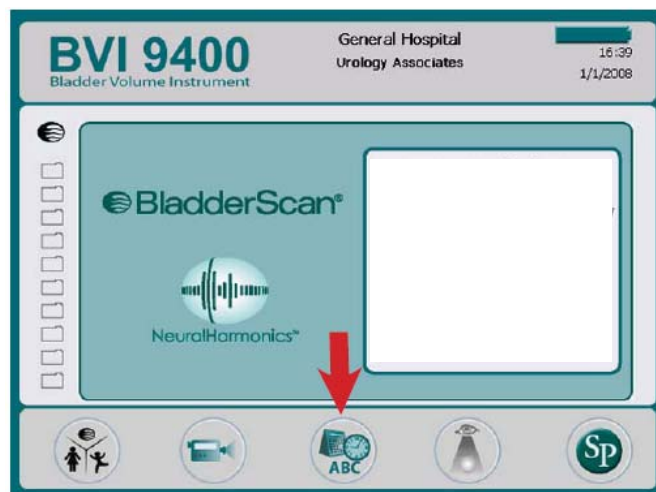 BVI 9400
Bladder Volume Instrument
General Hospital
Urology Associates
16:39
1/1/2008
BladderScan®
NeuralHarmonics™
ABC
Sp